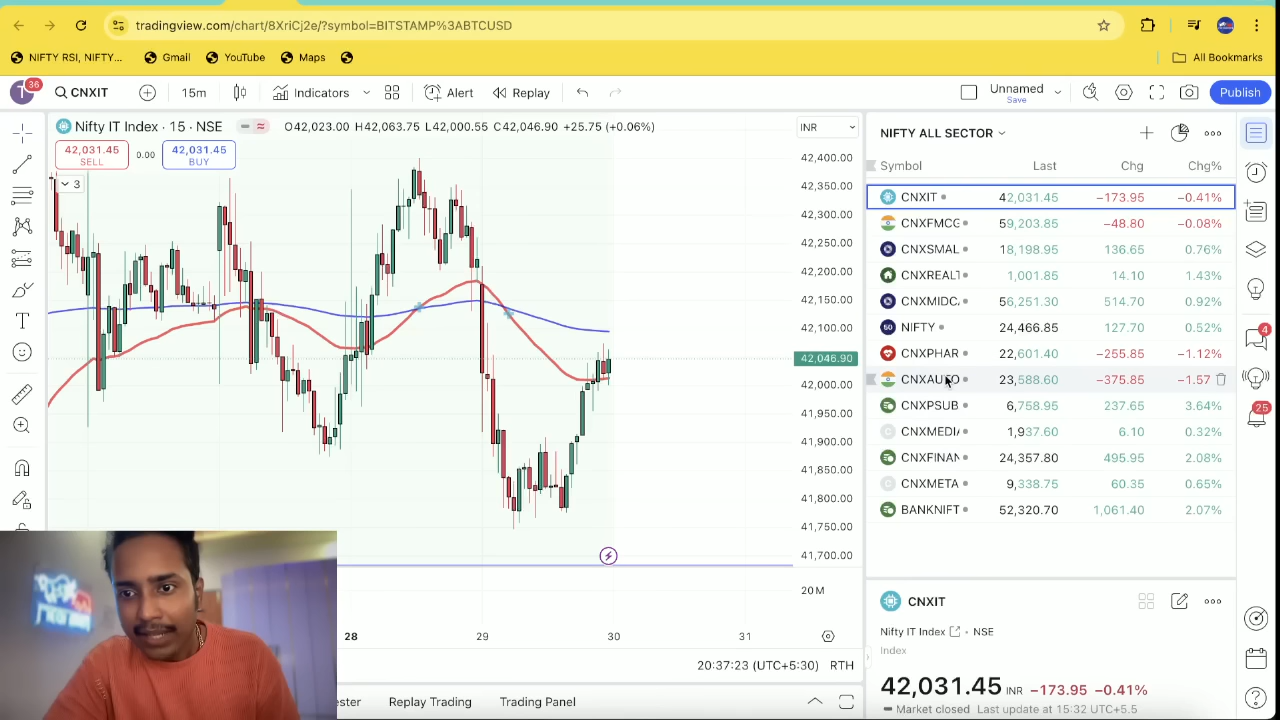 tradingview.com/chart/8XriCj2e/?symbol=BITSTAMP%3ABTCUSD
NIFTY RSI, NIFTY... Gmail YouTube Maps All Bookmarks
T 36 CNXIT 15m Indicators Alert Replay Unnamed Save Publish
Nifty IT Index · 15 · NSE O42,023.00 H42,063.75 L42,000.55 C42,046.90 +25.75 (+0.06%) INR
42,031.45 SELL 0.00 42,031.45 BUY
3
42,400.00
42,350.00
42,300.00
42,250.00
42,200.00
42,150.00
42,100.00
42,046.90
42,000.00
41,950.00
41,900.00
41,850.00
41,800.00
41,750.00
41,700.00
20 M
28 29 30 31
20:37:23 (UTC+5:30) RTH
ester Replay Trading Trading Panel
NIFTY ALL SECTOR
Symbol Last Chg Chg%
CNXIT 42,031.45 −173.95 −0.41%
CNXFMCG 59,203.85 −48.80 −0.08%
CNXSMAL 18,198.95 136.65 0.76%
CNXREALT 1,001.85 14.10 1.43%
CNXMIDC 56,251.30 514.70 0.92%
50 NIFTY 24,466.85 127.70 0.52%
CNXPHAR 22,601.40 −255.85 −1.12%
CNXAUTO 23,588.60 −375.85 −1.57
CNXPSUB 6,758.95 237.65 3.64%
C CNXMEDI 1,937.60 6.10 0.32%
CNXFINAN 24,357.80 495.95 2.08%
C CNXMETA 9,338.75 60.35 0.65%
BANKNIFT 52,320.70 1,061.40 2.07%
CNXIT
Nifty IT Index · NSE
Index
42,031.45 INR −173.95 −0.41%
Market closed Last update at 15:32 UTC+5.5
4
25